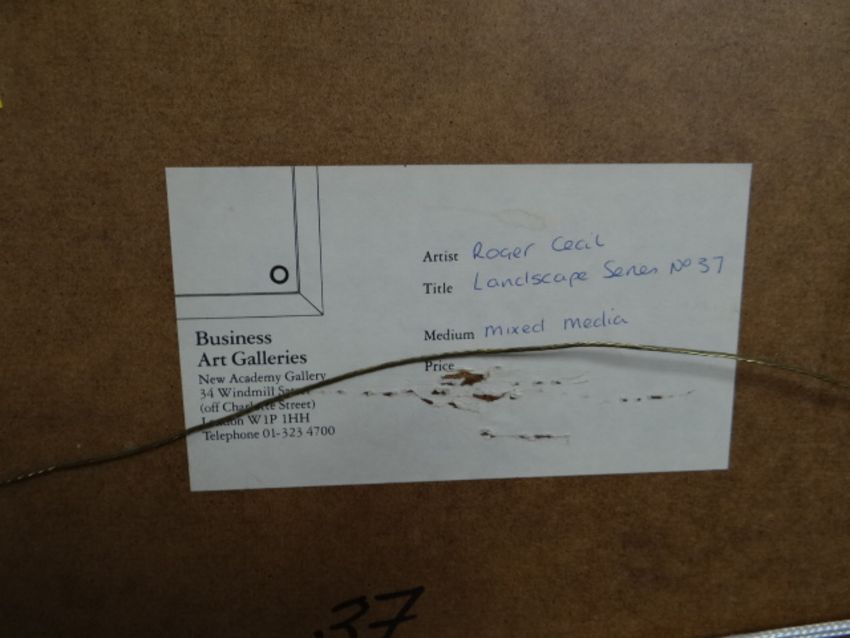 Artist Roger Cecil
Title Landscape Series No 37
Medium mixed media
Price
Business
Art Galleries
New Academy Gallery
34 Windmill Street
(off Charlotte Street)
London W1P 1HH
Telephone 01-323 4700
37